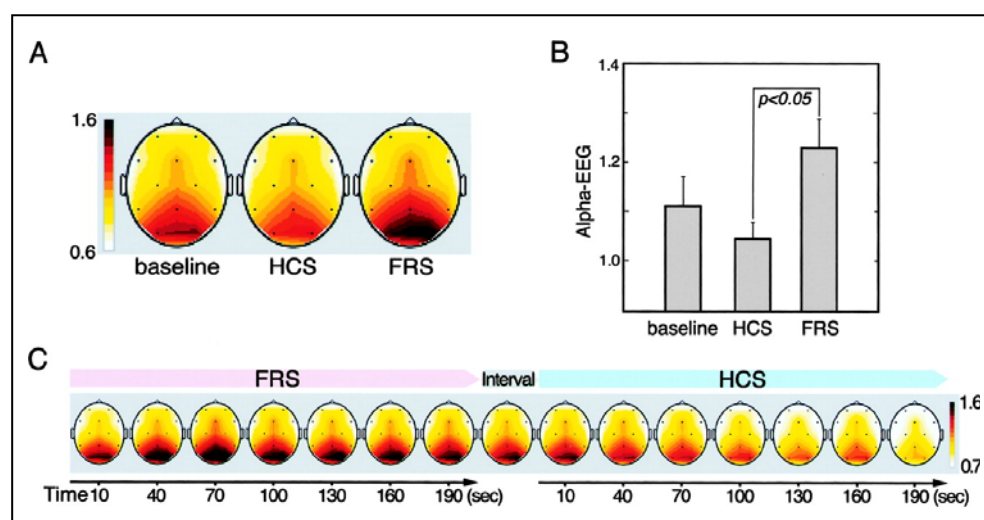 A
1.6
0.6
baseline HCS FRS
B
1.4
1.2
1.0
Alpha-EEG
p<0.05
baseline HCS FRS
C
FRS Interval HCS
1.6
0.7
Time 10 40 70 100 130 160 190 (sec) 10 40 70 100 130 160 190 (sec)